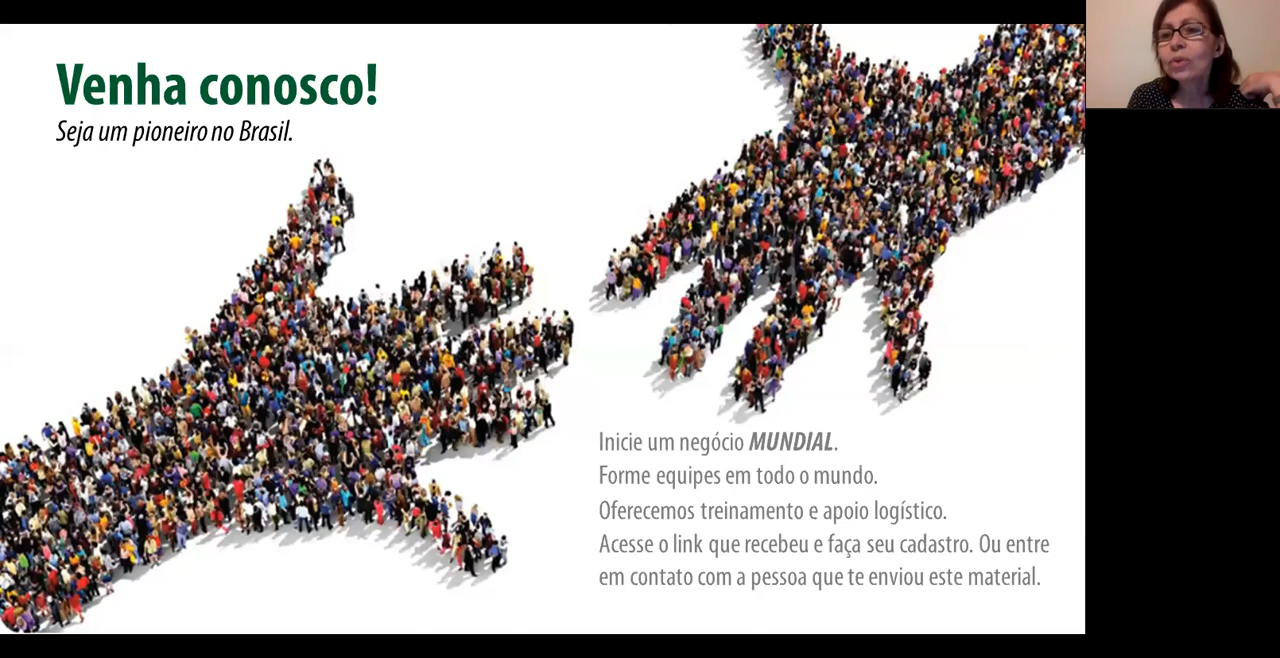 Venha conosco!
Seja um pioneiro no Brasil.
Inicie um negócio MUNDIAL.
Forme equipes em todo o mundo.
Oferecemos treinamento e apoio logístico.
Acesse o link que recebeu e faça seu cadastro. Ou entre
em contato com a pessoa que te enviou este material.